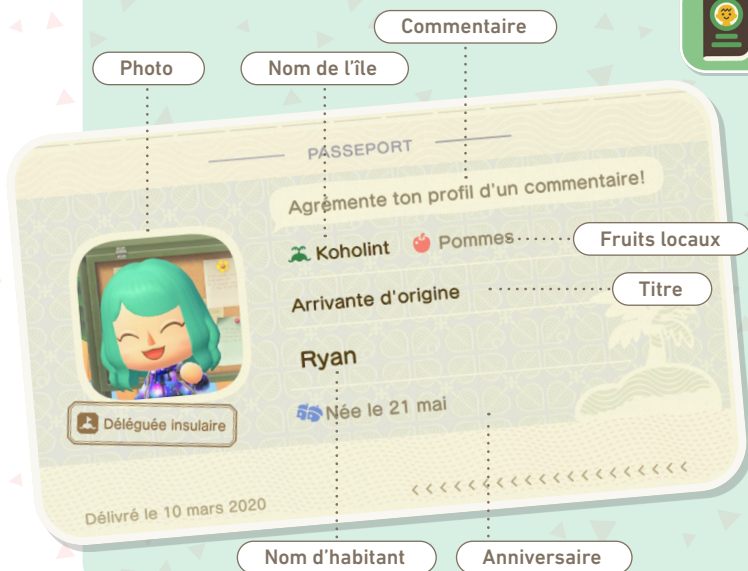 Commentaire
Photo
Nom de l'île
PASSEPORT
Agrémente ton profil d'un commentaire!
Koholint
Pommes
Fruits locaux
Arrivante d'origine
Titre
Ryan
Née le 21 mai
Déléguée insulaire
Délivré le 10 mars 2020
‹‹‹‹‹‹‹‹‹‹‹‹‹‹‹‹‹‹‹‹
Nom d'habitant
Anniversaire